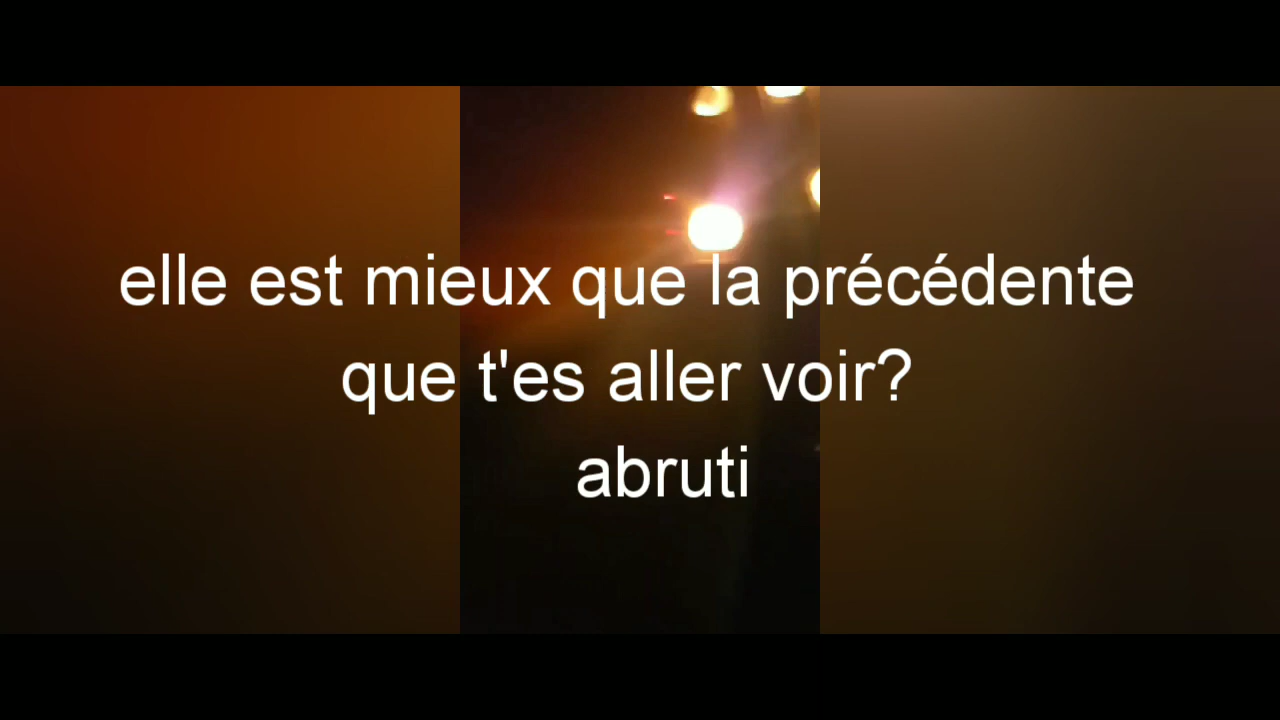 elle est mieux que la précédente
que t'es aller voir?
abruti